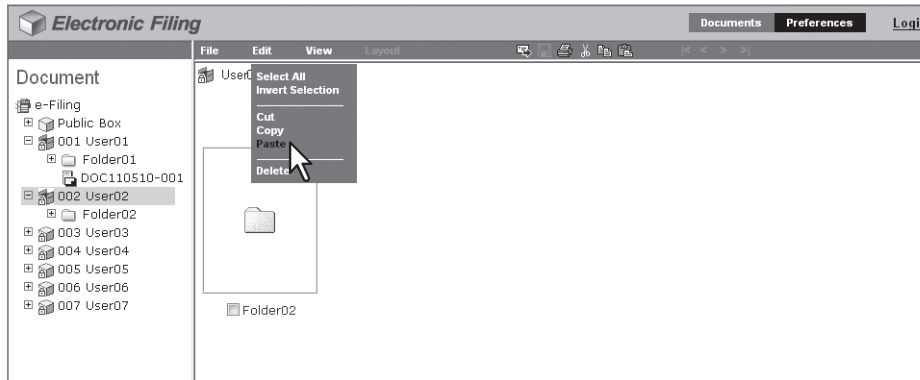 Electronic Filing
Documents Preferences Logi
File Edit View Layout
|< < > >|
Document
e-Filing
Public Box
001 User01
Folder01
DOC110510-001
002 User02
Folder02
003 User03
004 User04
005 User05
006 User06
007 User07
User0
Select All
Invert Selection
Cut
Copy
Paste
Delete
Folder02